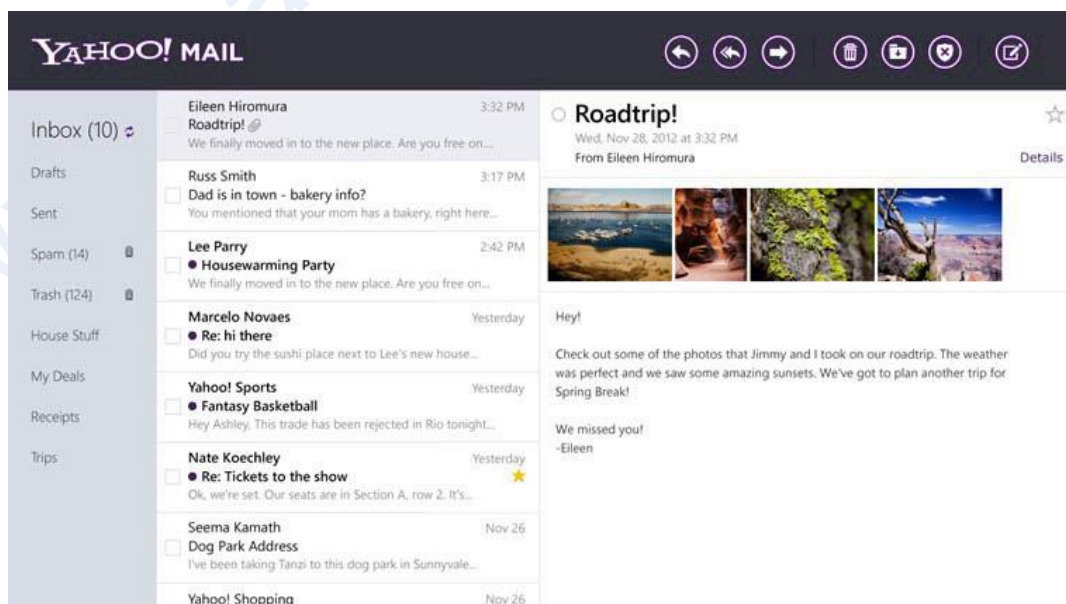 YAHOO! MAIL
Inbox (10)
Drafts
Sent
Spam (14)
Trash (124)
House Stuff
My Deals
Receipts
Trips
Eileen Hiromura 3:32 PM
Roadtrip!
We finally moved in to the new place. Are you free on...
Russ Smith 3:17 PM
Dad is in town - bakery info?
You mentioned that your mom has a bakery, right here...
Lee Parry 2:42 PM
Housewarming Party
We finally moved in to the new place. Are you free on...
Marcelo Novaes Yesterday
Re: hi there
Did you try the sushi place next to Lee's new house...
Yahoo! Sports Yesterday
Fantasy Basketball
Hey Ashley, This trade has been rejected in Rio tonight...
Nate Koechley Yesterday
Re: Tickets to the show
Ok, we're set. Our seats are in Section A, row 2. It's...
Seema Kamath Nov 26
Dog Park Address
I've been taking Tanzi to this dog park in Sunnyvale...
Yahoo! Shopping Nov 26
Roadtrip!
Wed, Nov 28, 2012 at 3:32 PM
From Eileen Hiromura Details
Hey!
Check out some of the photos that Jimmy and I took on our roadtrip. The weather
was perfect and we saw some amazing sunsets. We've got to plan another trip for
Spring Break!
We missed you!
-Eileen